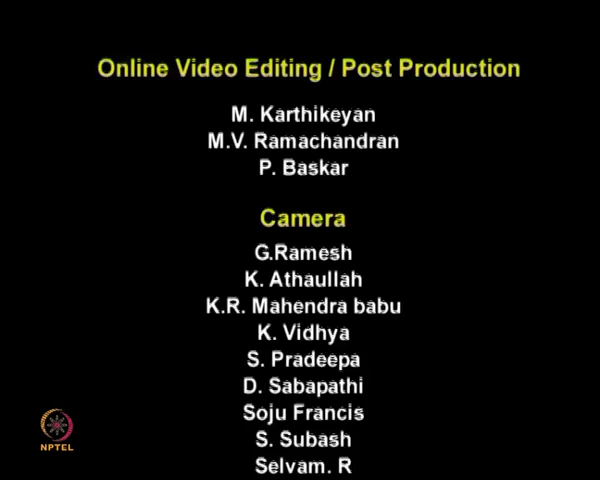 Online Video Editing / Post Production
M. Karthikeyan
M.V. Ramachandran
P. Baskar
Camera
G.Ramesh
K. Athaullah
K.R. Mahendra babu
K. Vidhya
S. Pradeepa
D. Sabapathi
Soju Francis
S. Subash
Selvam. R
NPTEL